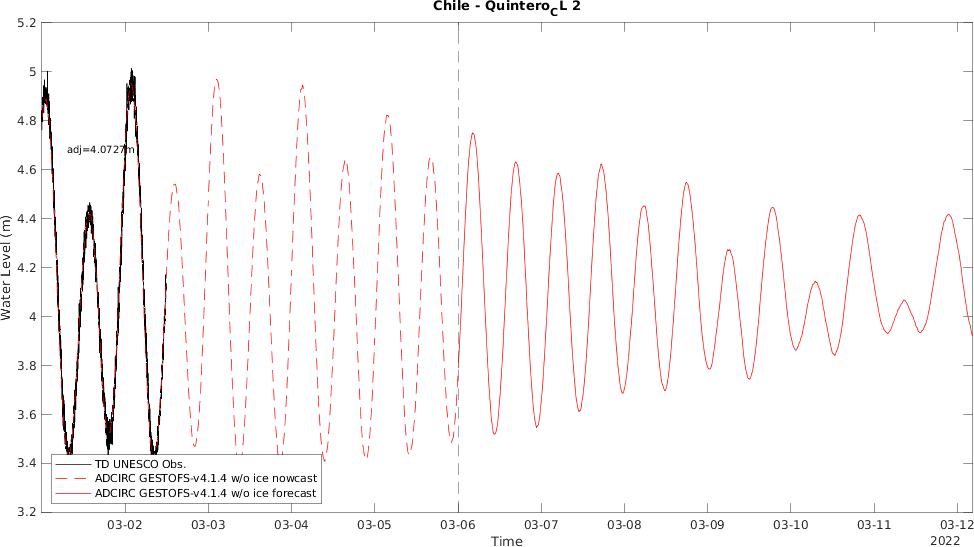 Chile - Quintero_CL 2
Water Level (m)
5.2
5
4.8
4.6
4.4
4.2
4
3.8
3.6
3.4
3.2
adj=4.0727m
TD UNESCO Obs.
ADCIRC GESTOFS-v4.1.4 w/o ice nowcast
ADCIRC GESTOFS-v4.1.4 w/o ice forecast
03-02 03-03 03-04 03-05 03-06 03-07 03-08 03-09 03-10 03-11 03-12
Time
2022